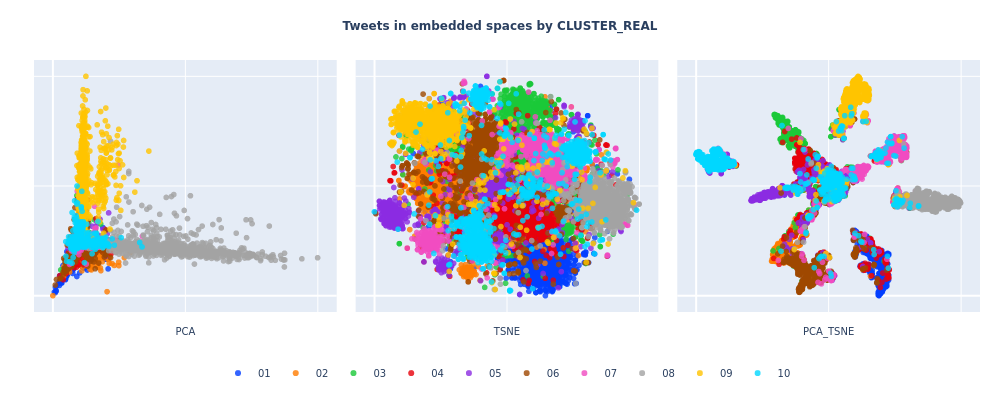 Tweets in embedded spaces by CLUSTER_REAL
PCA TSNE PCA_TSNE
01 02 03 04 05 06 07 08 09 10